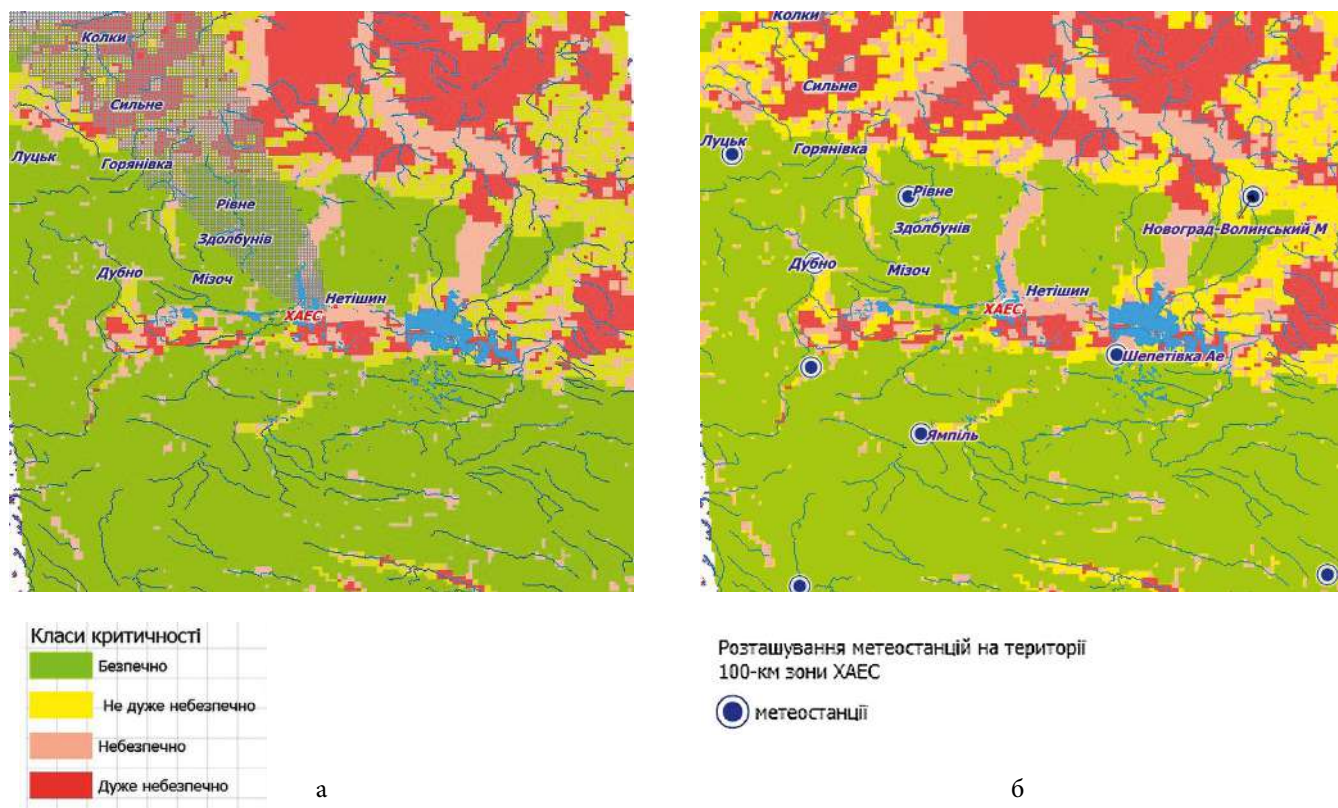 Колки
Сильне
Луцьк
Горянівка
Рівне
Здолбунів
Дубно
Мізоч
Нетішин
ХАЕС
Колки
Сильне
Луцьк
Горянівка
Рівне
Здолбунів
Новоград-Волинський М
Дубно
Мізоч
Нетішин
ХАЕС
Шепетівка Ае
Ямпіль
Класи критичності
Безпечно
Не дуже небезпечно
Небезпечно
Дуже небезпечно
а
Розташування метеостанцій на території
100-км зони ХАЕС
метеостанції
б